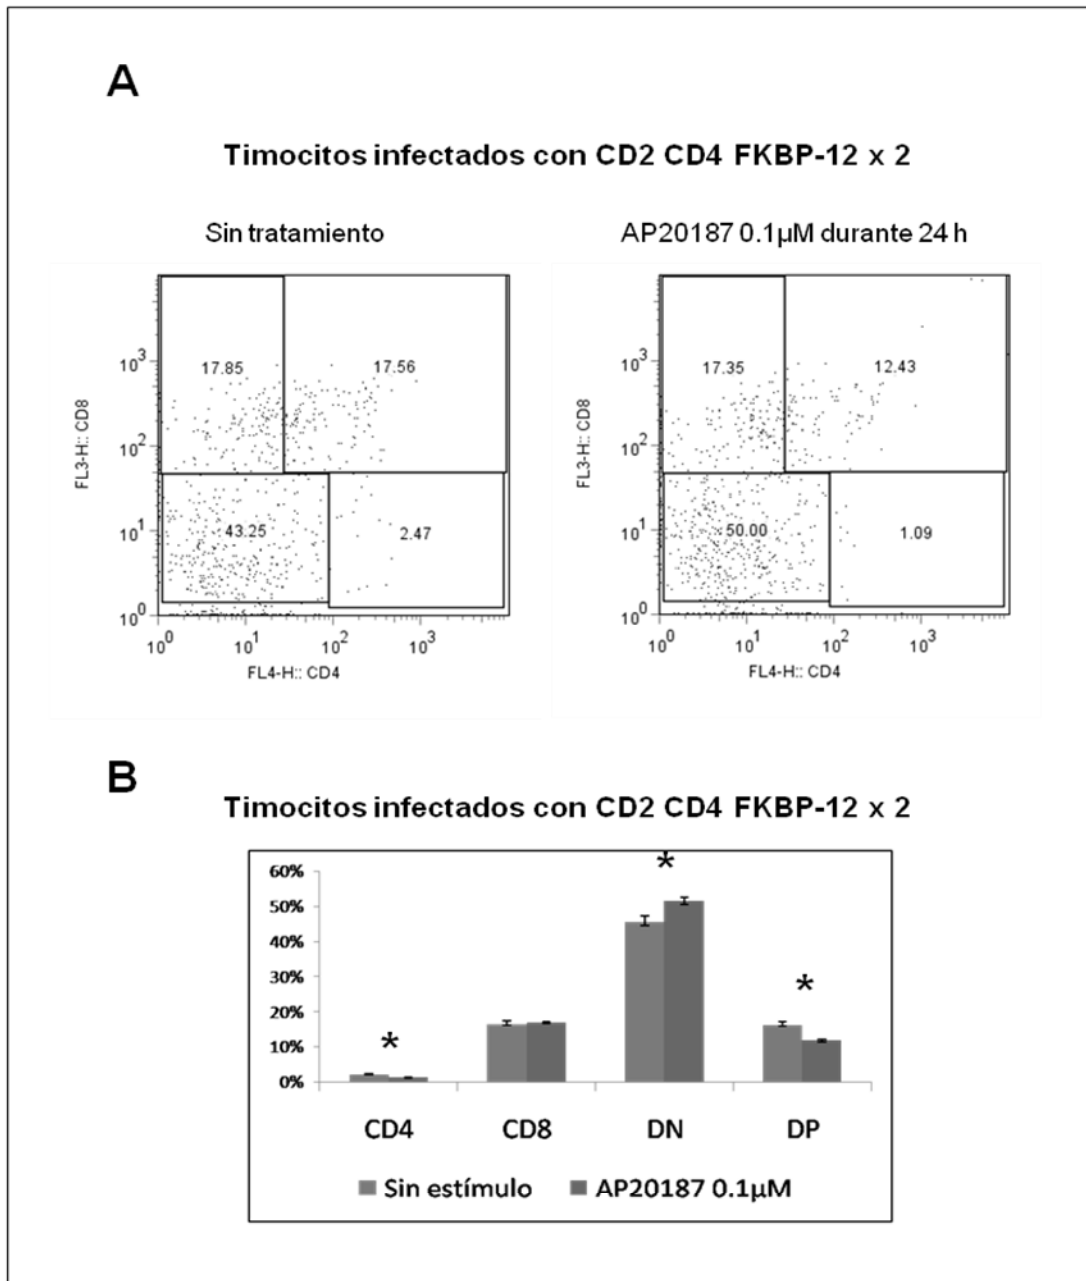 A
Timocitos infectados con CD2 CD4 FKBP-12 x 2
Sin tratamiento
AP20187 0.1µM durante 24 h
17.85
17.56
43.25
2.47
10³
10²
10¹
10⁰
FL3-H:: CD8
10⁰ 10¹ 10² 10³
FL4-H:: CD4
17.35
12.43
50.00
1.09
10³
10²
10¹
10⁰
FL3-H:: CD8
10⁰ 10¹ 10² 10³
FL4-H:: CD4
B
Timocitos infectados con CD2 CD4 FKBP-12 x 2
60%
50%
40%
30%
20%
10%
0%
*
*
*
CD4 CD8 DN DP
Sin estímulo AP20187 0.1µM